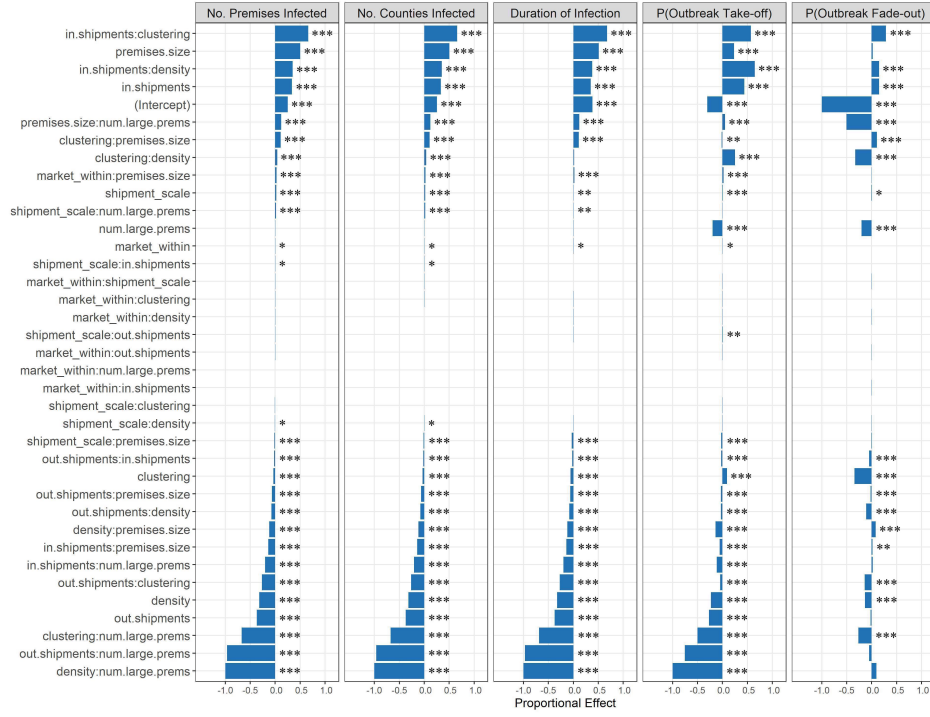 No. Premises Infected No. Counties Infected Duration of Infection P(Outbreak Take-off) P(Outbreak Fade-out)
in.shipments:clustering *** *** *** *** ***
premises.size *** *** *** ***
in.shipments:density *** *** *** *** ***
in.shipments *** *** *** *** ***
(Intercept) *** *** *** *** ***
premises.size:num.large.prems *** *** *** *** ***
clustering:premises.size *** *** *** ** ***
clustering:density *** *** *** ***
market_within:premises.size *** *** *** ***
shipment_scale *** *** ** *** *
shipment_scale:num.large.prems *** *** **
num.large.prems *** ***
market_within * * * *
shipment_scale:in.shipments * *
market_within:shipment_scale
market_within:clustering
market_within:density
shipment_scale:out.shipments **
market_within:out.shipments
market_within:num.large.prems
market_within:in.shipments
shipment_scale:clustering
shipment_scale:density * *
shipment_scale:premises.size *** *** *** ***
out.shipments:in.shipments *** *** *** *** ***
clustering *** *** *** *** ***
out.shipments:premises.size *** *** *** *** ***
out.shipments:density *** *** *** *** ***
density:premises.size *** *** *** *** ***
in.shipments:premises.size *** *** *** *** **
in.shipments:num.large.prems *** *** *** ***
out.shipments:clustering *** *** *** *** ***
density *** *** *** *** ***
out.shipments *** *** *** ***
clustering:num.large.prems *** *** *** *** ***
out.shipments:num.large.prems *** *** *** ***
density:num.large.prems *** *** *** ***
-1.0 -0.5 0.0 0.5 1.0 -1.0 -0.5 0.0 0.5 1.0 -1.0 -0.5 0.0 0.5 1.0 -1.0 -0.5 0.0 0.5 1.0 -1.0 -0.5 0.0 0.5 1.0
Proportional Effect